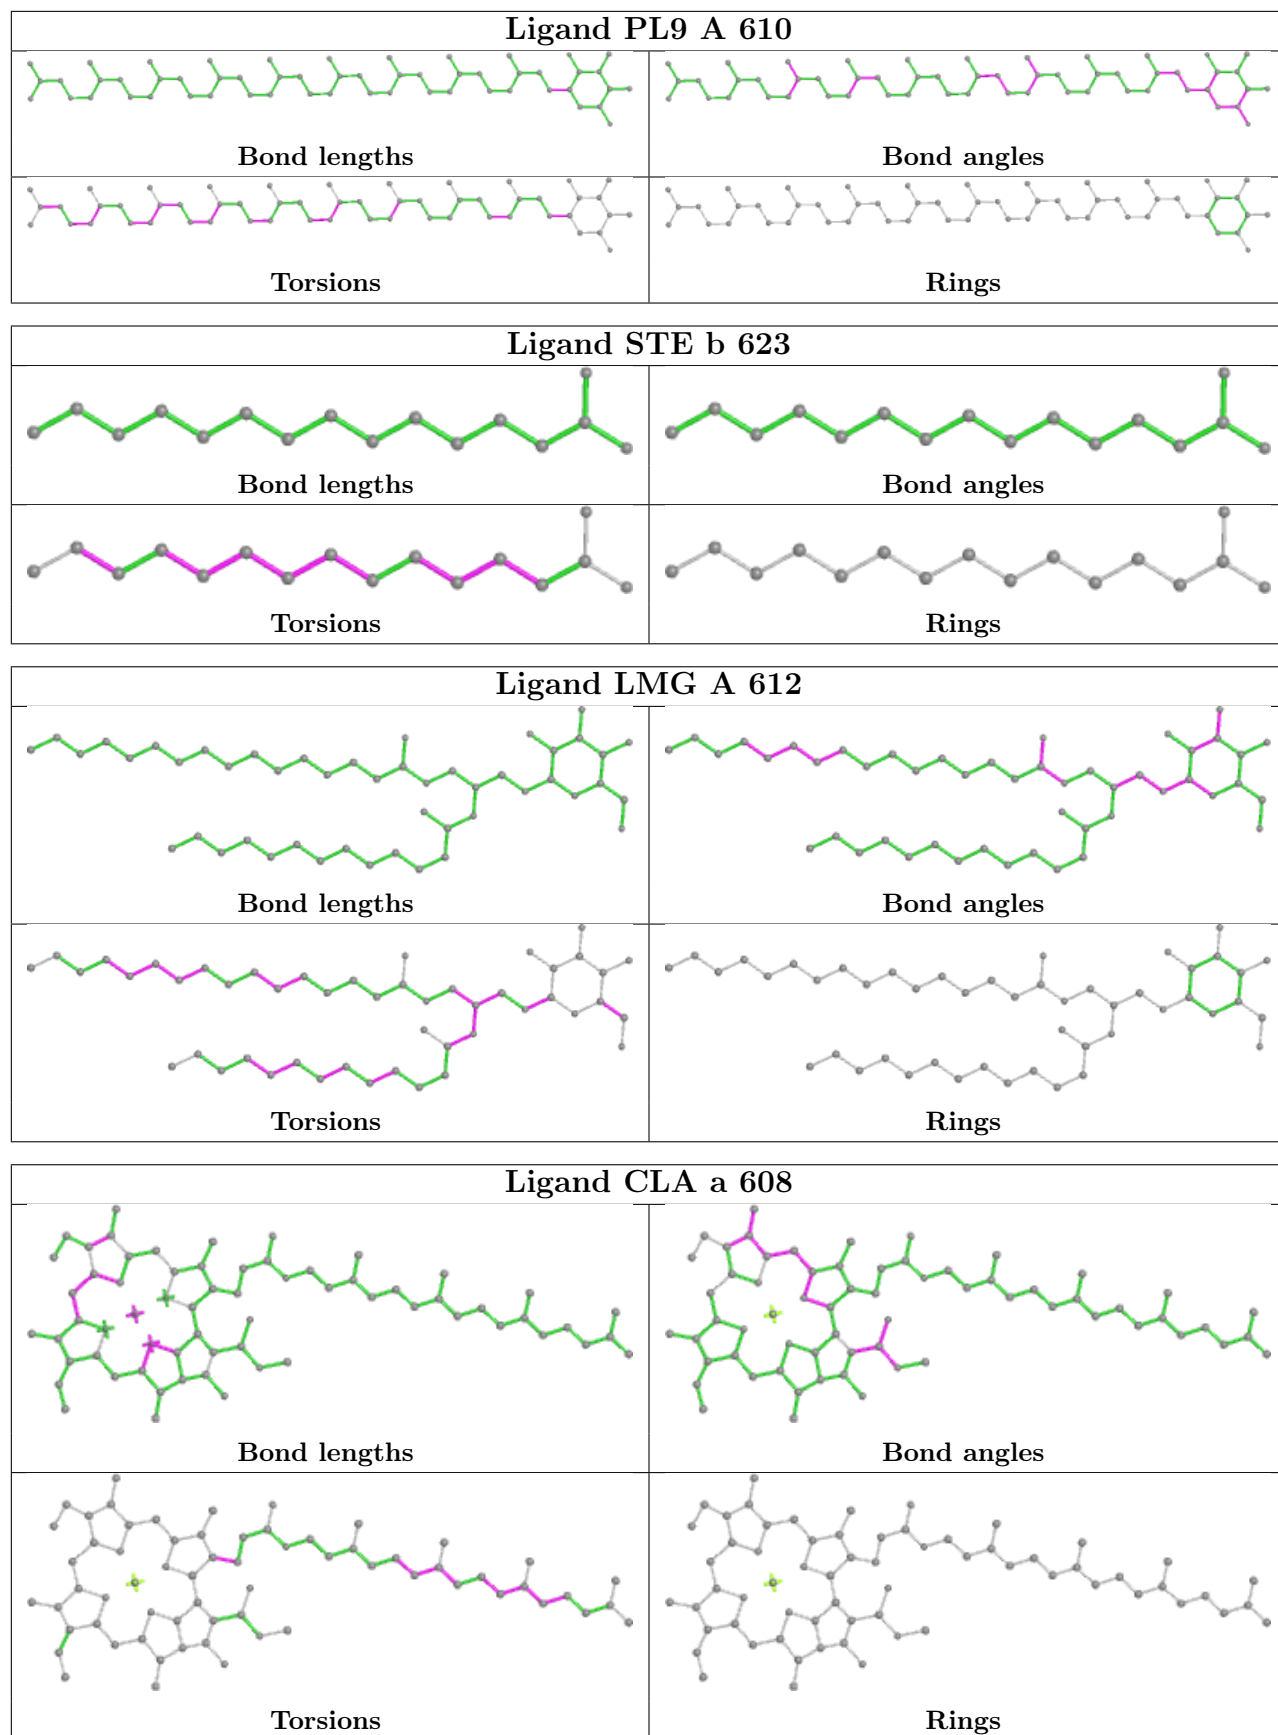 Ligand PL9 A 610
Bond lengths
Bond angles
Torsions
Rings
Ligand STE b 623
Bond lengths
Bond angles
Torsions
Rings
Ligand LMG A 612
Bond lengths
Bond angles
Torsions
Rings
Ligand CLA a 608
Bond lengths
Bond angles
Torsions
Rings